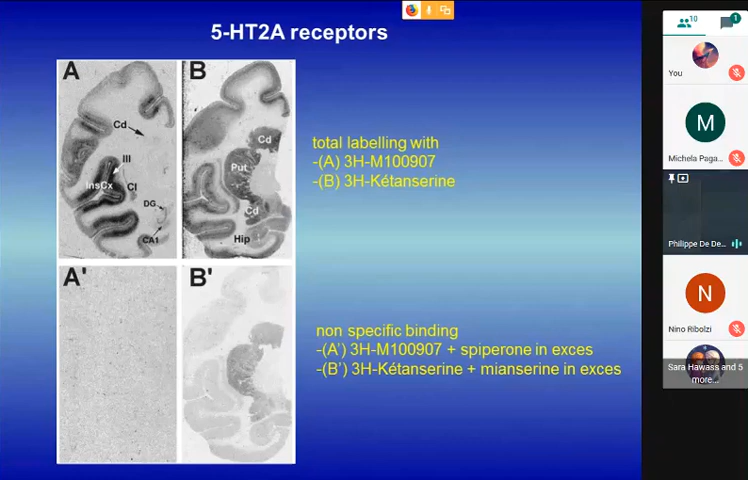 5-HT2A receptors
A
B
Cd
III
InsCx
Cl
DG
CA1
Cd
Put
Cd
Hip
total labelling with
-(A) 3H-M100907
-(B) 3H-Kétanserine
A'
B'
non specific binding
-(A') 3H-M100907 + spiperone in exces
-(B') 3H-Kétanserine + mianserine in exces
10
1
You
M
Michela Paga...
Philippe De De...
N
Nino Ribolzi
Sara Hawass and 5
more...